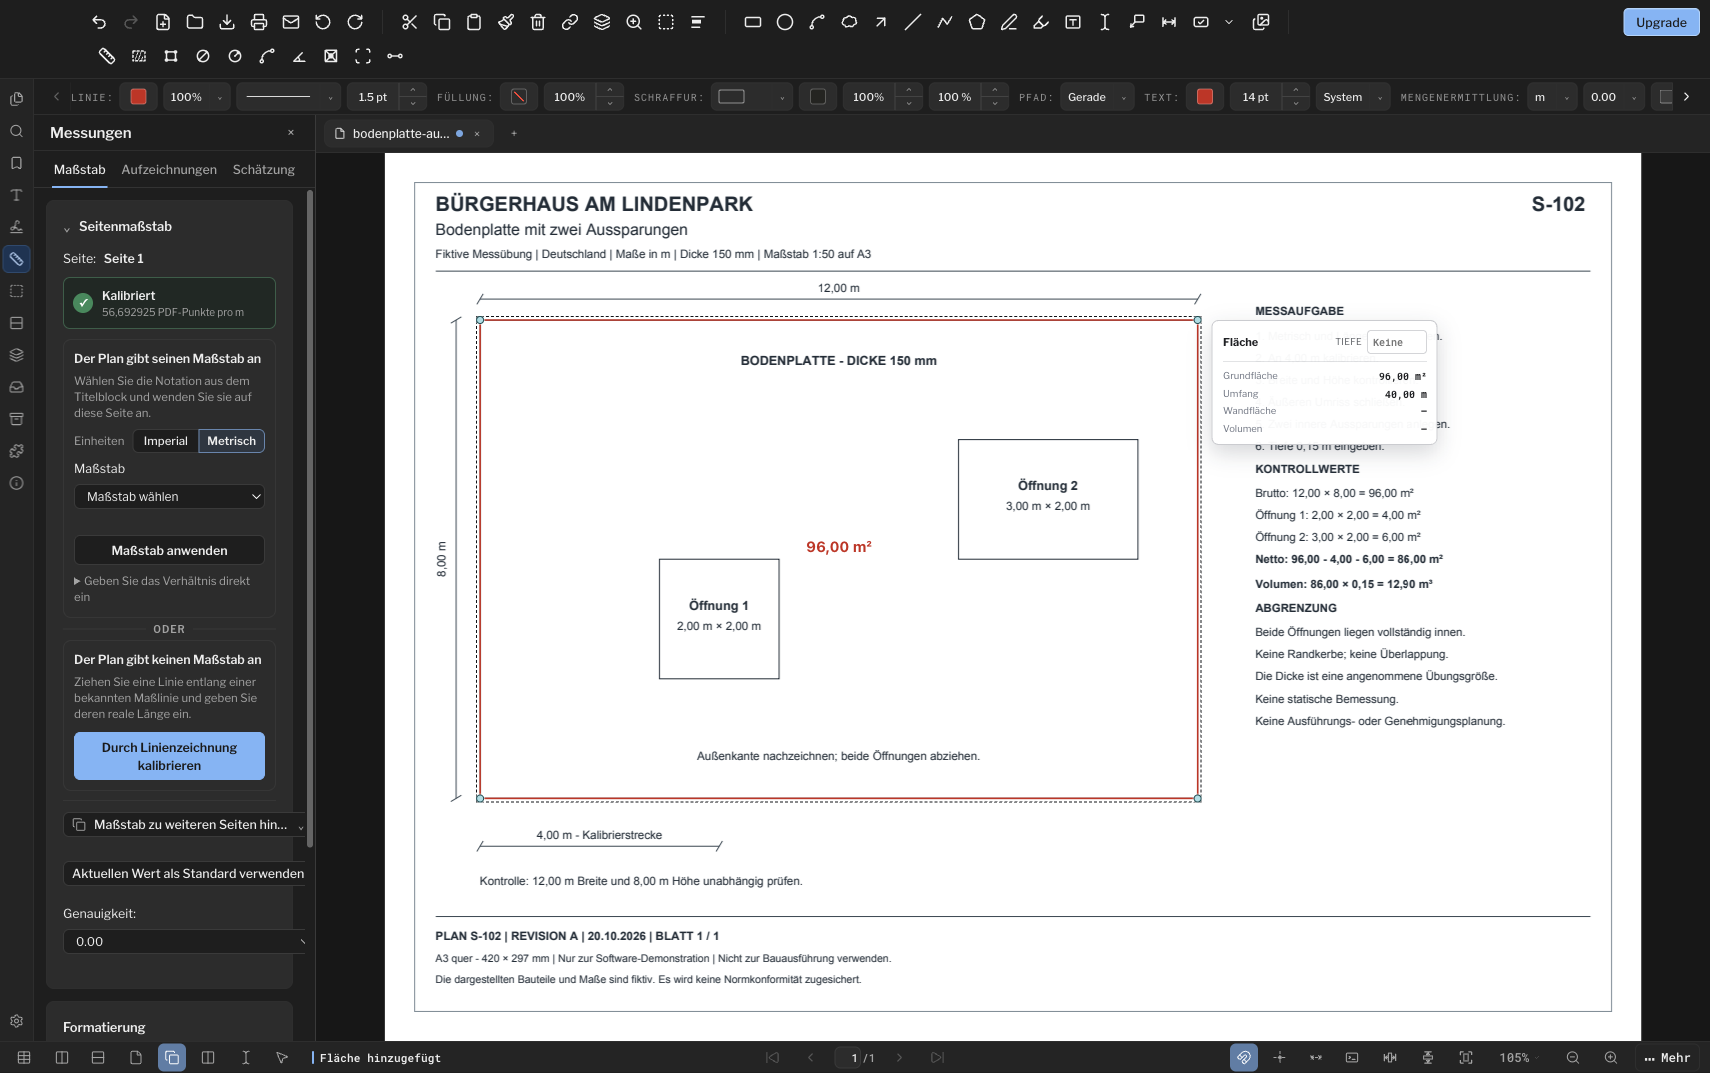 Upgrade
LINIE:
100%
1.5 pt
FÜLLUNG:
100%
SCHRAFFUR:
100%
100 %
PFAD:
Gerade
TEXT:
14 pt
System
MENGENERMITTLUNG:
m
0.00
Messungen
bodenplatte-au...
Maßstab
Aufzeichnungen
Schätzung
Seitenmaßstab
Seite: Seite 1
Kalibriert
56,692925 PDF-Punkte pro m
Der Plan gibt seinen Maßstab an
Wählen Sie die Notation aus dem
Titelblock und wenden Sie sie auf
diese Seite an.
Einheiten
Imperial
Metrisch
Maßstab
Maßstab wählen
Maßstab anwenden
Geben Sie das Verhältnis direkt
ein
ODER
Der Plan gibt keinen Maßstab an
Ziehen Sie eine Linie entlang einer
bekannten Maßlinie und geben Sie
deren reale Länge ein.
Durch Linienzeichnung
kalibrieren
Maßstab zu weiteren Seiten hin...
Aktuellen Wert als Standard verwenden
Genauigkeit:
0.00
Formatierung
BÜRGERHAUS AM LINDENPARK
S-102
Bodenplatte mit zwei Aussparungen
Fiktive Messübung | Deutschland | Maße in m | Dicke 150 mm | Maßstab 1:50 auf A3
12,00 m
8,00 m
BODENPLATTE - DICKE 150 mm
Öffnung 2
3,00 m × 2,00 m
96,00 m²
Öffnung 1
2,00 m × 2,00 m
Außenkante nachzeichnen; beide Öffnungen abziehen.
4,00 m - Kalibrierstrecke
Kontrolle: 12,00 m Breite und 8,00 m Höhe unabhängig prüfen.
MESSAUFGABE
Fläche
TIEFE
Keine
Grundfläche
96,00 m²
Umfang
40,00 m
Wandfläche
–
Volumen
–
6. Tiefe 0,15 m eingeben.
KONTROLLWERTE
Brutto: 12,00 × 8,00 = 96,00 m²
Öffnung 1: 2,00 × 2,00 = 4,00 m²
Öffnung 2: 3,00 × 2,00 = 6,00 m²
Netto: 96,00 - 4,00 - 6,00 = 86,00 m²
Volumen: 86,00 × 0,15 = 12,90 m³
ABGRENZUNG
Beide Öffnungen liegen vollständig innen.
Keine Randkerbe; keine Überlappung.
Die Dicke ist eine angenommene Übungsgröße.
Keine statische Bemessung.
Keine Ausführungs- oder Genehmigungsplanung.
PLAN S-102 | REVISION A | 20.10.2026 | BLATT 1 / 1
A3 quer - 420 × 297 mm | Nur zur Software-Demonstration | Nicht zur Bauausführung verwenden.
Die dargestellten Bauteile und Maße sind fiktiv. Es wird keine Normkonformität zugesichert.
Fläche hinzugefügt
1 /1
105%
Mehr